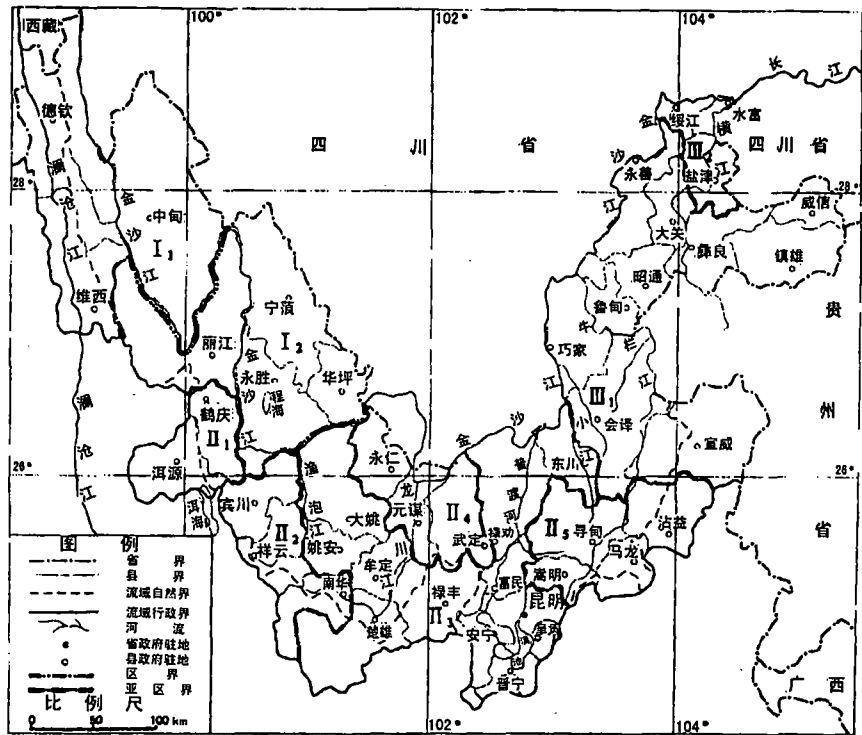 100°
102°
104°
西藏
德钦
澜
沧
江
金
沙
江
中甸
I₁
维西
四 川 省
长
江
金
沙
江
绥江
水富
横
江
III₂
四川省
永善
盐津
28°
28°
威信
大关
彝良
镇雄
昭通
鲁甸
牛
栏
江
贵
州
省
宁蒗
I₂
丽江
金
沙
江
永胜
程海
华坪
巧家
江
III₁
小
江
会泽
宣威
鹤庆
II₁
洱源
澜
沧
江
26°
26°
永仁
金
沙
东川
洱海
宾川
II₂
祥云
渔
泡
江
大姚
姚安
龙
川
江
元谋
II₄
武定
禄劝
普
渡
河
II₅
寻甸
马龙
沾益
牟定
南华
楚雄
禄丰
II₃
富民
嵩明
昆明
安宁
滇
池
呈贡
晋宁
广西
图 例
省 界
县 界
流域自然界
流域行政界
河 流
省政府驻地
县政府驻地
区 界
亚区界
比 例 尺
0 50 100 km
102°
104°